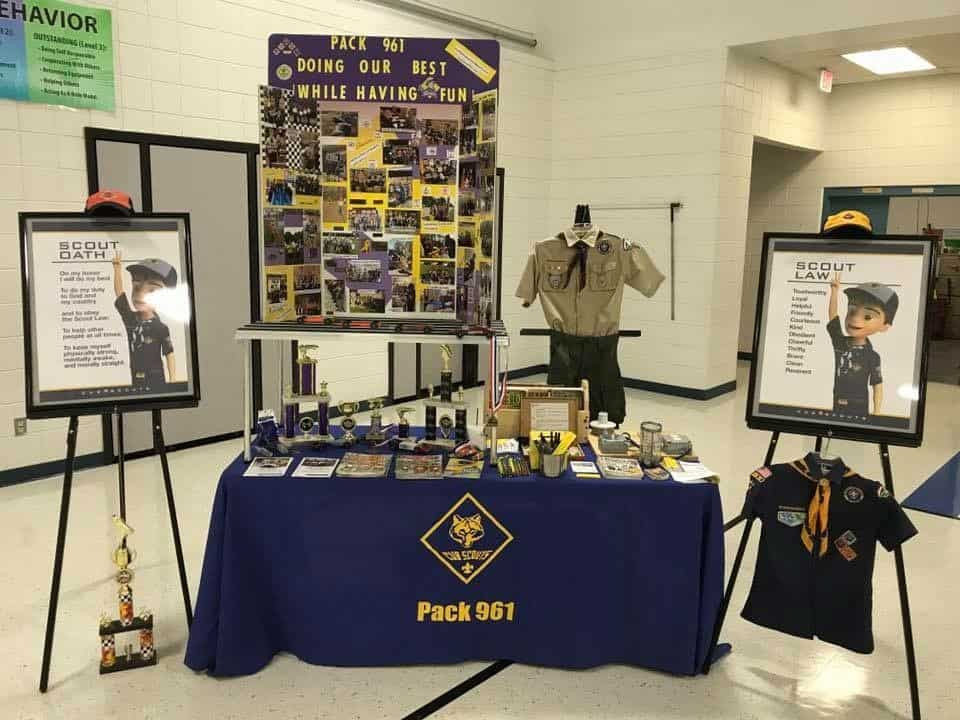 EHAVIOR
OUTSTANDING (Level 3):
• Being Self Responsible
• Cooperating With Others
• Returning Equipment
• Helping Others
• Acting As A Role Model
PACK 961
DOING OUR BEST
WHILE HAVING FUN!
EXIT
SCOUT
OATH
On my honor
I will do my best
To do my duty
to God and
my country
and to obey
the Scout Law;
To help other
people at all times;
To keep myself
physically strong,
mentally awake,
and morally straight.
SCOUT
LAW
Trustworthy
Loyal
Helpful
Friendly
Courteous
Kind
Obedient
Cheerful
Thrifty
Brave
Clean
Reverent
CUB SCOUTS
Pack 961